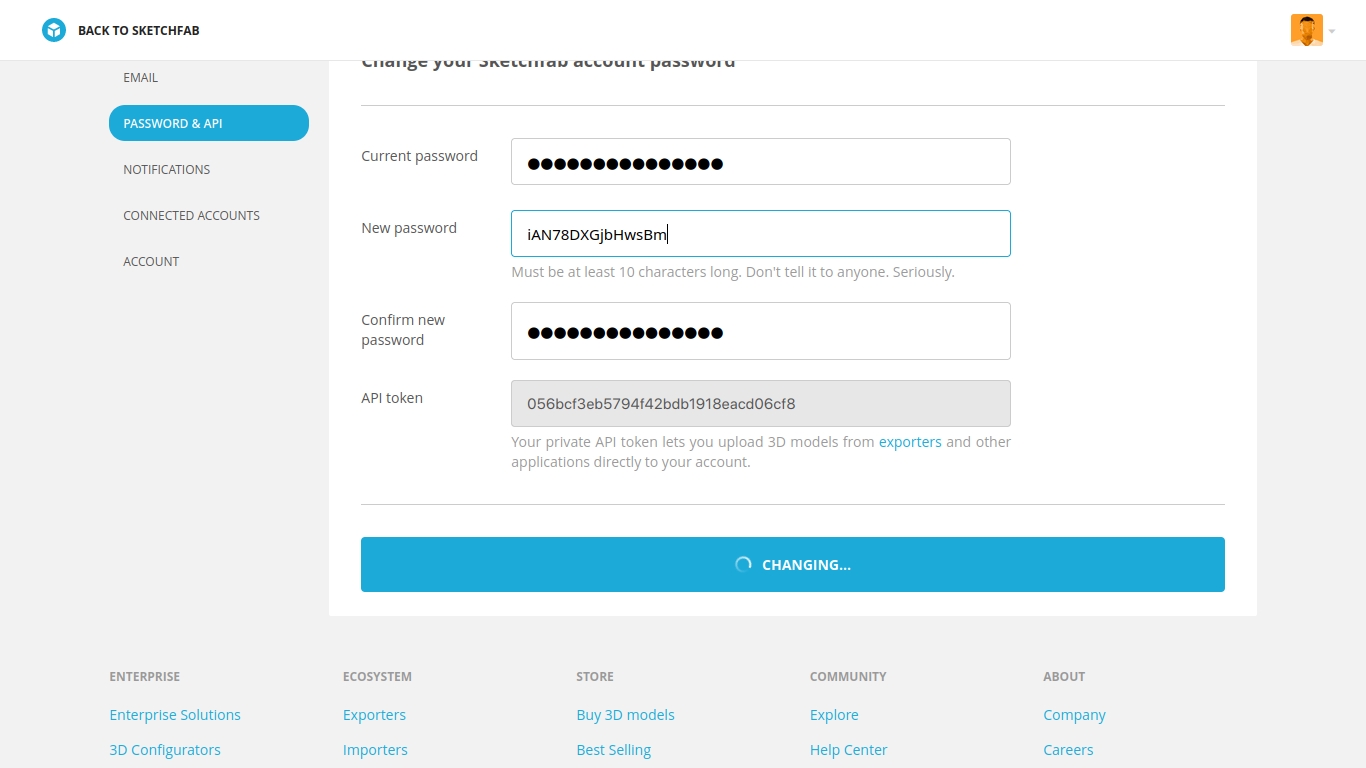 BACK TO SKETCHFAB
Change your Sketchfab account password
EMAIL
PASSWORD & API
NOTIFICATIONS
CONNECTED ACCOUNTS
ACCOUNT
Current password
●●●●●●●●●●●●●●●
New password
iAN78DXGjbHwsBm
Must be at least 10 characters long. Don't tell it to anyone. Seriously.
Confirm new
password
●●●●●●●●●●●●●●●
API token
056bcf3eb5794f42bdb1918eacd06cf8
Your private API token lets you upload 3D models from exporters and other
applications directly to your account.
CHANGING...
ENTERPRISE
Enterprise Solutions
3D Configurators
ECOSYSTEM
Exporters
Importers
STORE
Buy 3D models
Best Selling
COMMUNITY
Explore
Help Center
ABOUT
Company
Careers